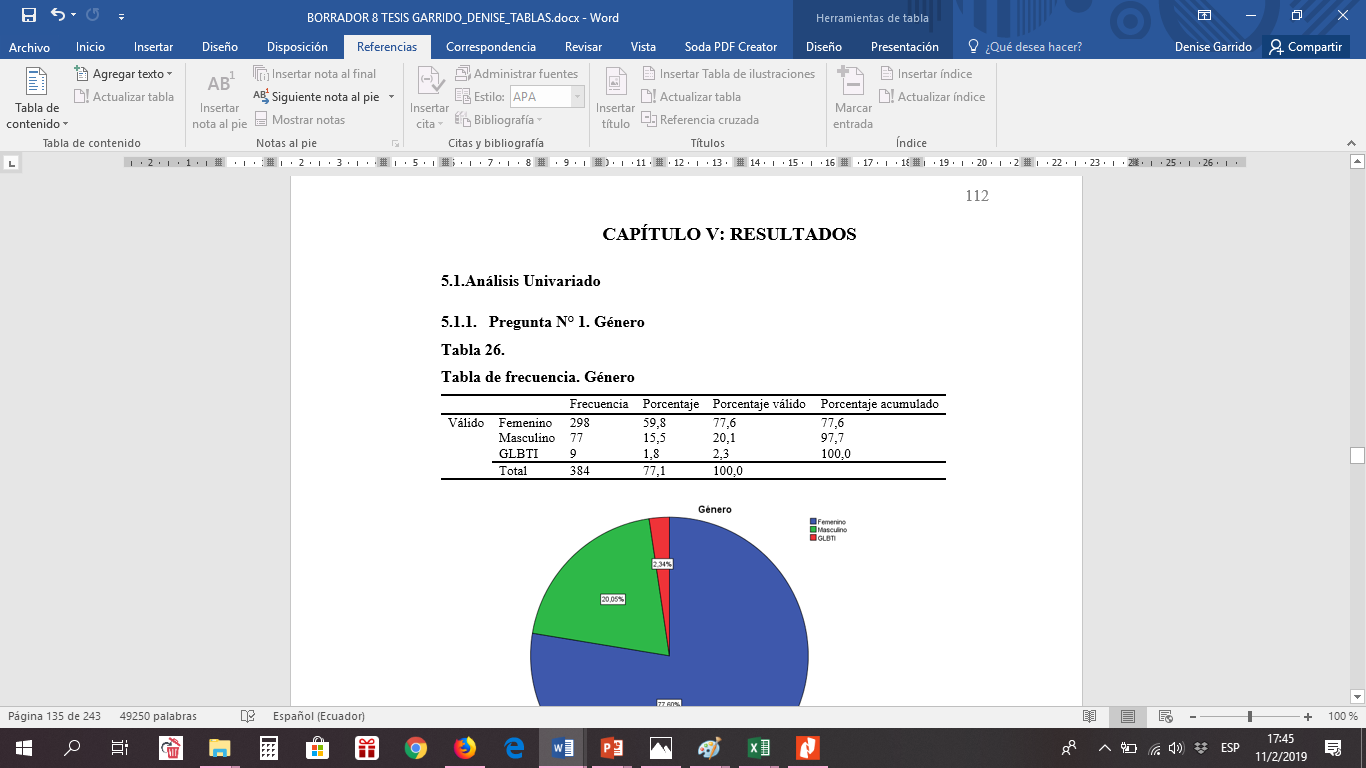 BORRADOR 8 TESIS GARRIDO_DENISE_TABLAS.docx - Word
Herramientas de tabla
Archivo Inicio Insertar Diseño Disposición Referencias Correspondencia Revisar Vista Soda PDF Creator Diseño Presentación ¿Qué desea hacer? Denise Garrido Compartir
Tabla de contenido
Agregar texto
Actualizar tabla
Tabla de contenido
AB1
Insertar nota al pie
Insertar nota al final
Siguiente nota al pie
Mostrar notas
Notas al pie
Insertar cita
Administrar fuentes
Estilo: APA
Bibliografía
Citas y bibliografía
Insertar título
Insertar Tabla de ilustraciones
Actualizar tabla
Referencia cruzada
Títulos
Marcar entrada
Insertar índice
Actualizar índice
Índice
112
CAPÍTULO V: RESULTADOS
5.1.Análisis Univariado
5.1.1. Pregunta N° 1. Género
Tabla 26.
Tabla de frecuencia. Género
Frecuencia Porcentaje Porcentaje válido Porcentaje acumulado
Válido Femenino 298 59,8 77,6 77,6
Masculino 77 15,5 20,1 97,7
GLBTI 9 1,8 2,3 100,0
Total 384 77,1 100,0
Género
Femenino
Masculino
GLBTI
2,34%
20,05%
77,60%
Página 135 de 243 49250 palabras Español (Ecuador) 100 %
ESP
17:45
11/2/2019